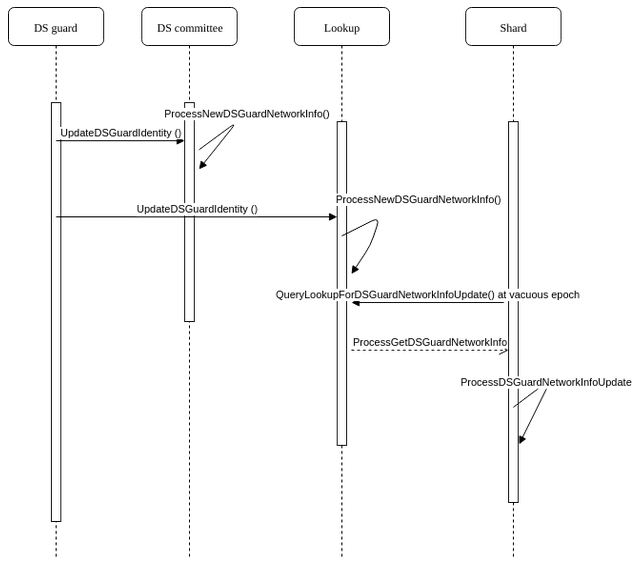 DS guard
DS committee
Lookup
Shard
ProcessNewDSGuardNetworkInfo()
UpdateDSGuardIdentity ()
ProcessNewDSGuardNetworkInfo()
UpdateDSGuardIdentity ()
QueryLookupForDSGuardNetworkInfoUpdate() at vacuous epoch
ProcessGetDSGuardNetworkInfo
ProcessDSGuardNetworkInfoUpdate